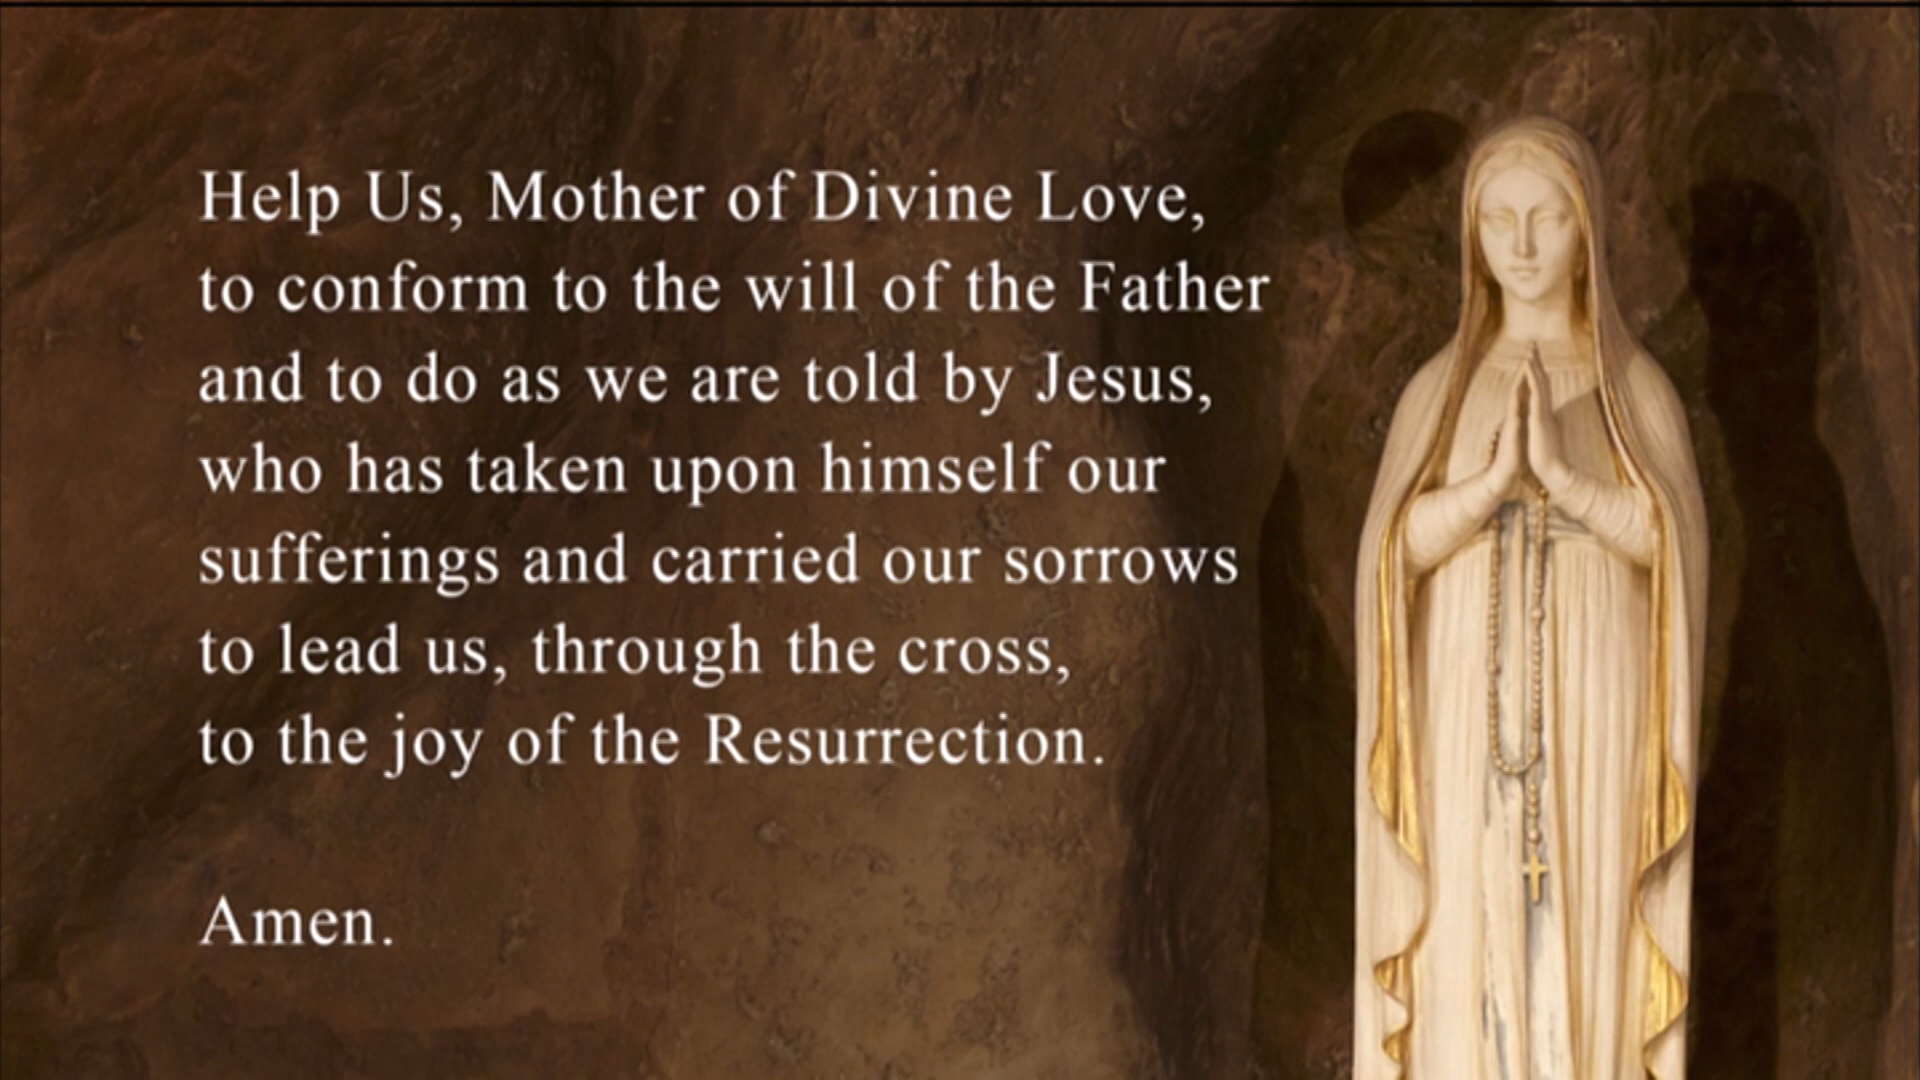 Help Us, Mother of Divine Love,
to conform to the will of the Father
and to do as we are told by Jesus,
who has taken upon himself our
sufferings and carried our sorrows
to lead us, through the cross,
to the joy of the Resurrection.
Amen.